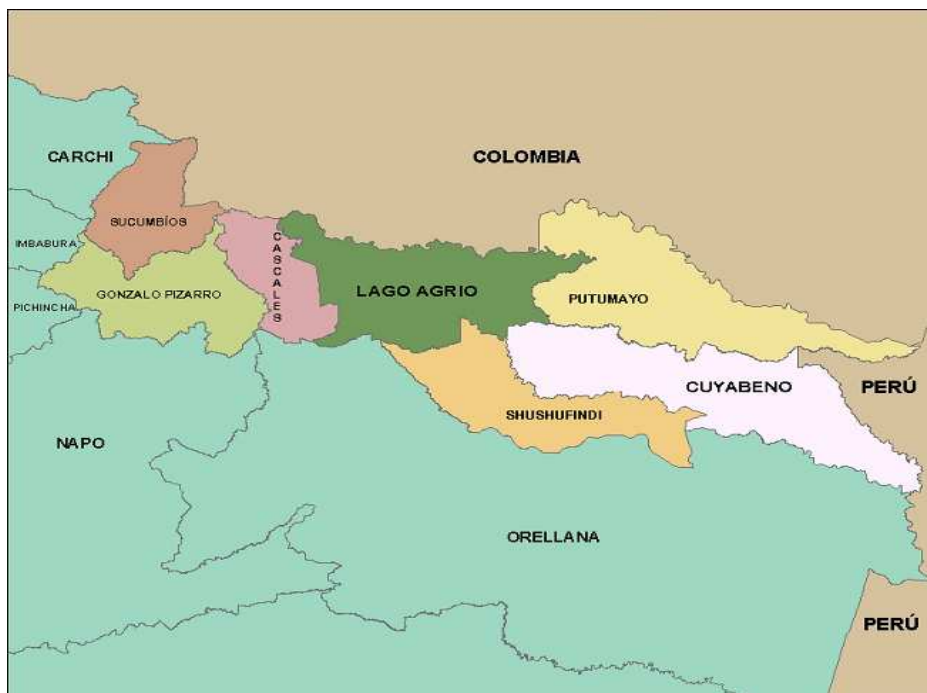 CARCHI
COLOMBIA
SUCUMBÍOS
IMBABURA
CASCALES
GONZALO PIZARRO
LAGO AGRIO
PUTUMAYO
PICHINCHA
CUYABENO
PERÚ
SHUSHUFINDI
NAPO
ORELLANA
PERÚ